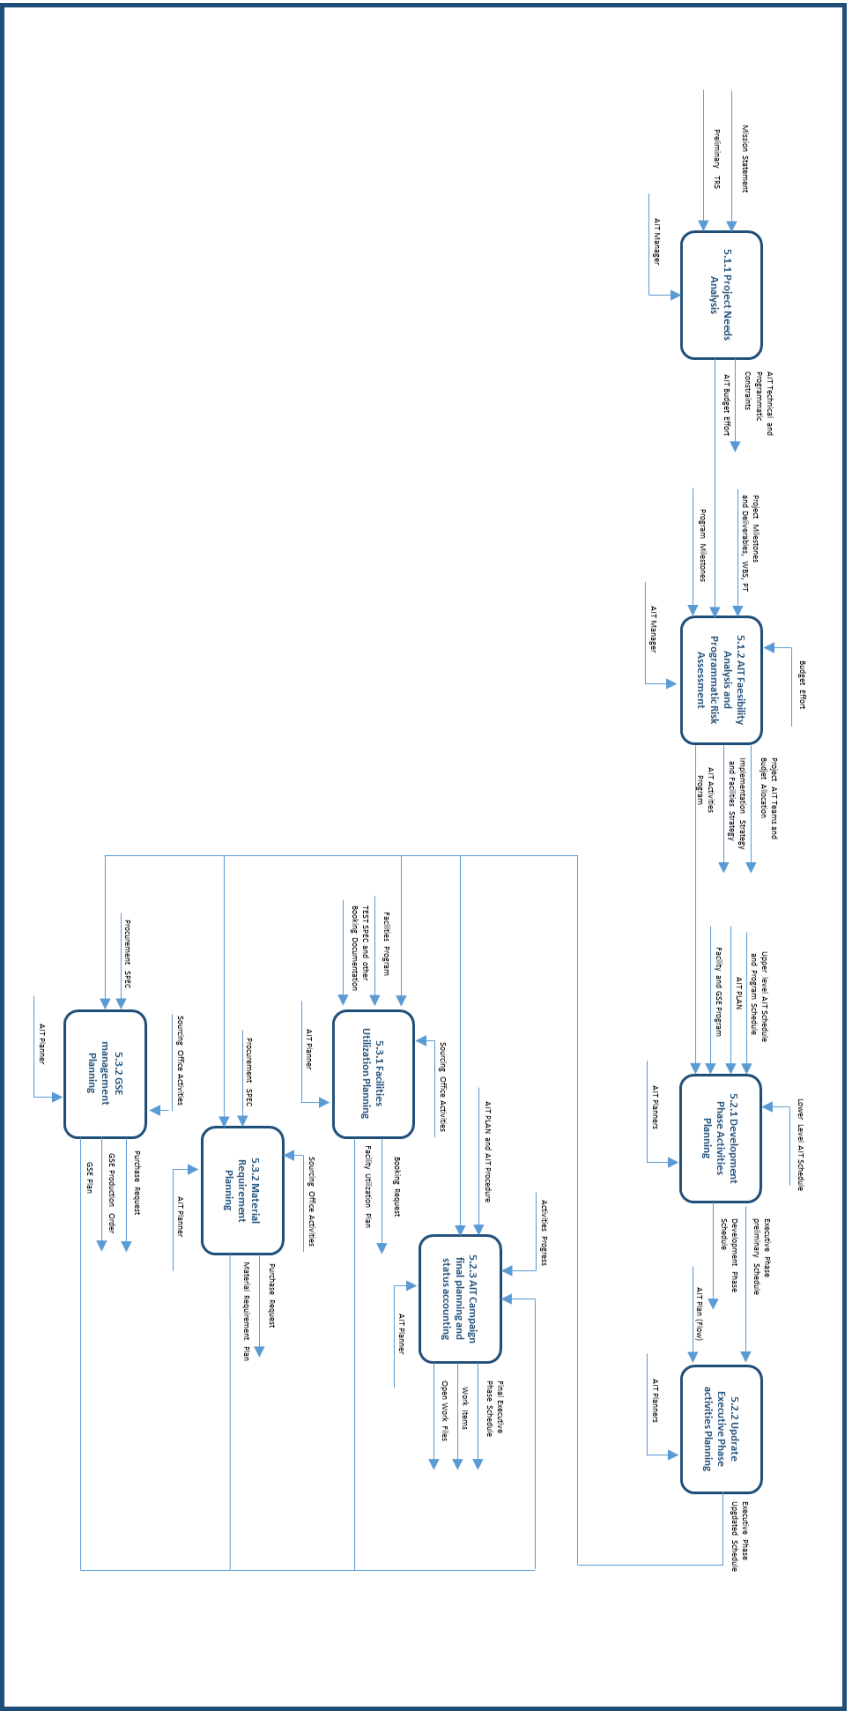 Mission Statement
Preliminary TRS
AIT Manager
5.1.1 Project Needs
Analysis
AIT Technical and
Programmatic
Constraints
AIT Budget Effort
Project Milestones
and Deliverables, WBS, PT
Program Milestones
AIT Manager
Budget Effort
5.1.2 AIT Faesibility
Analysis and
Programmatic Risk
Assessment
Project AIT Teams and
Budjet Allocation
Implementation Strategy
and Facilities Strategy
AIT Activities
Program
Upper level AIT Schedule
and Program Schedule
AIT PLAN
Facility and GSE Program
AIT Planners
Lower Level AIT Schedule
5.2.1 Development
Phase Activities
Planning
Executive Phase
preliminary Schedule
Development Phase
Schedule
AIT Plan (Flow)
AIT Planners
5.2.2 Updrate
Executive Phase
activities Planning
Executive Phase
Upgdated Schedule
AIT PLAN and AIT Procedure
Activities Progress
5.2.3 AIT Campaign
final planning and
status accounting
AIT Planner
Final Executive
Phase Schedule
Work Items
Open Work Files
Facilities Program
TEST SPEC and other
Booking Documentation
Sourcing Office Activities
AIT Planner
5.3.1 Facilities
Utilization Planning
Booking Request
Facility Utilization Plan
Procurement SPEC
Sourcing Office Activities
5.3.2 Material
Requirement
Planning
AIT Planner
Purchase Request
Material Requirement Plan
Procurement SPEC
Sourcing Office Activities
5.3.2 GSE
management
Planning
AIT Planner
Purchase Request
GSE Production Order
GSE Plan